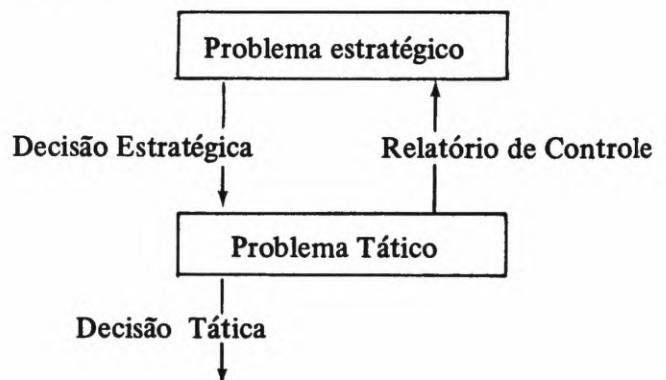 Problema estratégico
Decisão Estratégica
Relatório de Controle
Problema Tático
Decisão Tática